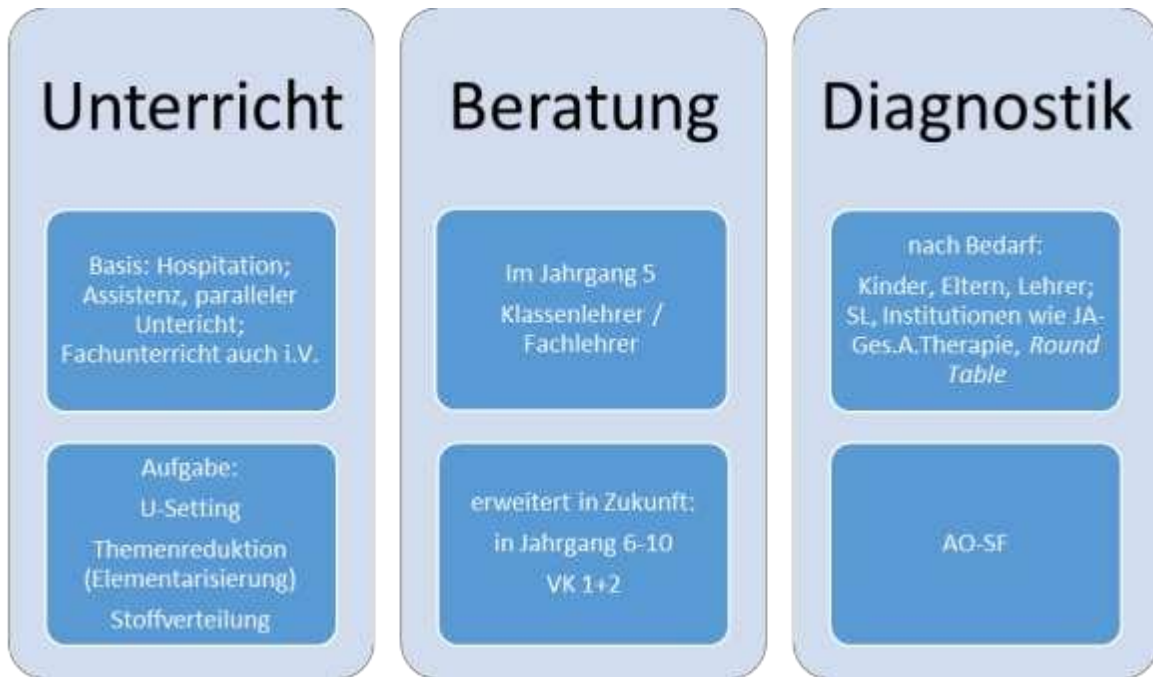 Unterricht
Basis: Hospitation;
Assistenz, paralleler
Untericht;
Fachunterricht auch i.V.
Aufgabe:
U-Setting
Themenreduktion
(Elementarisierung)
Stoffverteilung
Beratung
Im Jahrgang 5
Klassenlehrer /
Fachlehrer
erweitert in Zukunft:
in Jahrgang 6-10
VK 1+2
Diagnostik
nach Bedarf:
Kinder, Eltern, Lehrer;
SL, Institutionen wie JA-
Ges.A.Therapie, Round
Table
AO-SF